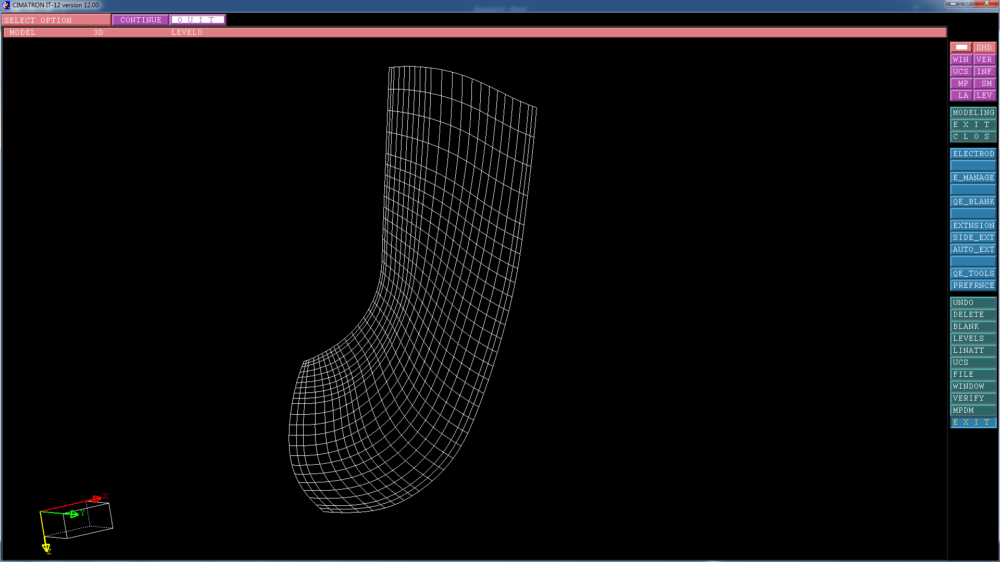 CIMATRON IT-12 version 12.00
SELECT OPTION CONTINUE Q U I T
MODEL 3D LEVEL0
SHD
WIN VER
UCS INF
MP SM
LA LEV
MODELING
E X I T
C L O S
ELECTROD
E_MANAGE
QE_BLANK
EXTNSION
SIDE_EXT
AUTO_EXT
QE_TOOLS
PREFRNCE
UNDO
DELETE
BLANK
LEVELS
LINATT
UCS
FILE
WINDOW
VERIFY
MPDM
E X I T
X
Y
Z